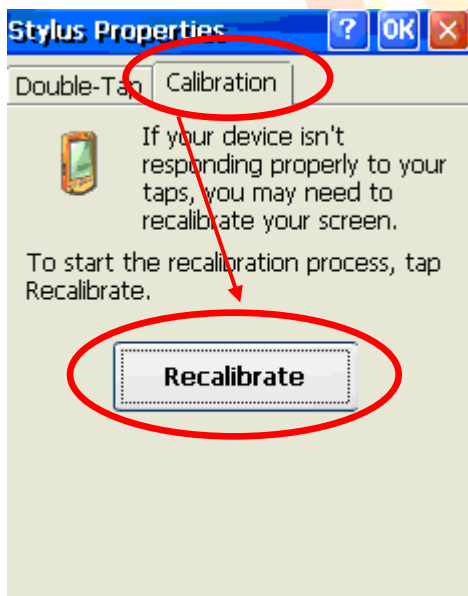 Stylus Properties ? OK ×
Double-Tap Calibration
If your device isn't
responding properly to your
taps, you may need to
recalibrate your screen.
To start the recalibration process, tap
Recalibrate.
Recalibrate